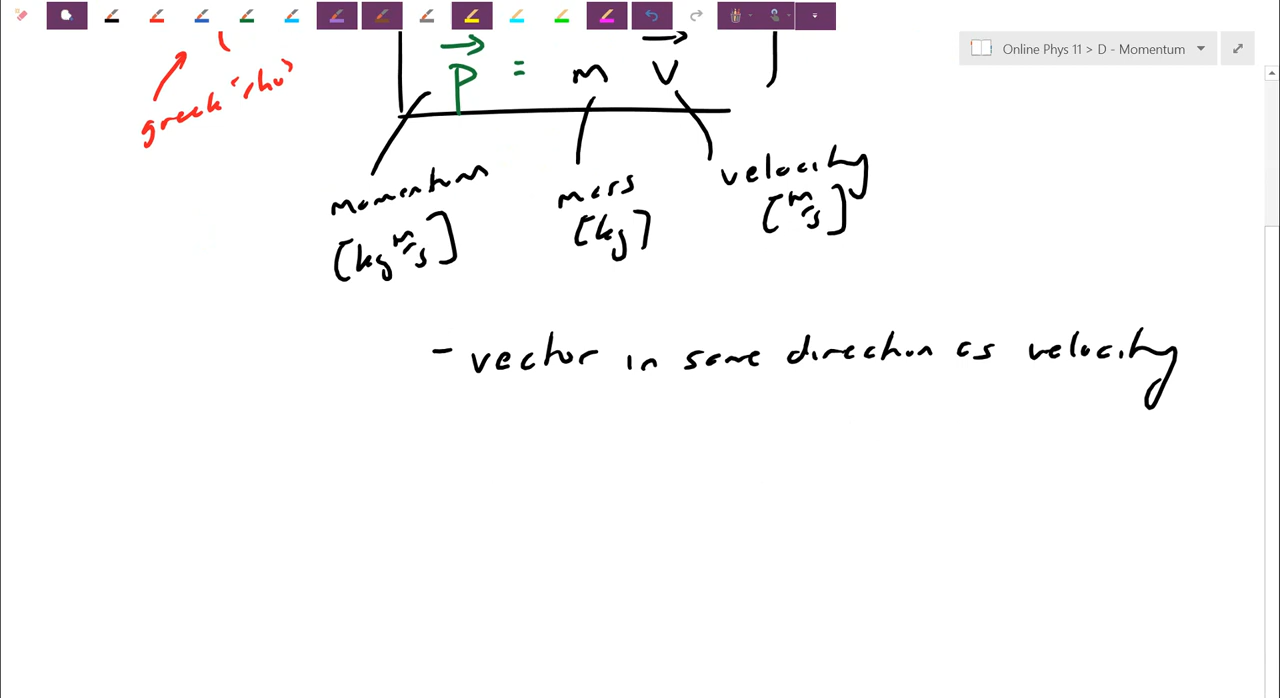 Online Phys 11 > D - Momentum
P = m v
greek "rho"
momentum mass velocity
[kg m/s] [kg] [m/s]
- vector in same direction as velocity